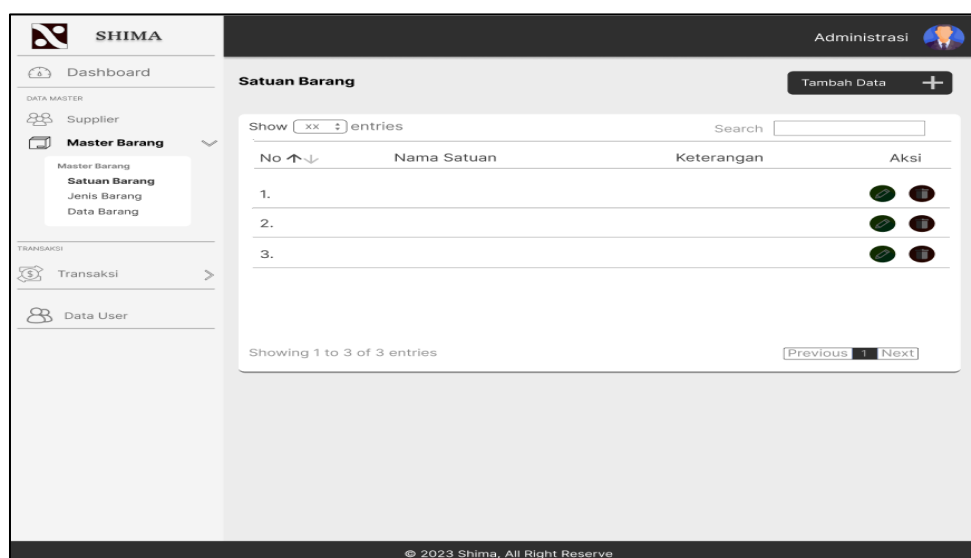 SHIMA
Administrasi
Dashboard
DATA MASTER
Supplier
Master Barang
Master Barang
Satuan Barang
Jenis Barang
Data Barang
TRANSAKSI
Transaksi
Data User
Satuan Barang
Tambah Data
Show xx entries
Search
No Nama Satuan Keterangan Aksi
1.
2.
3.
Showing 1 to 3 of 3 entries
Previous 1 Next
© 2023 Shima, All Right Reserve